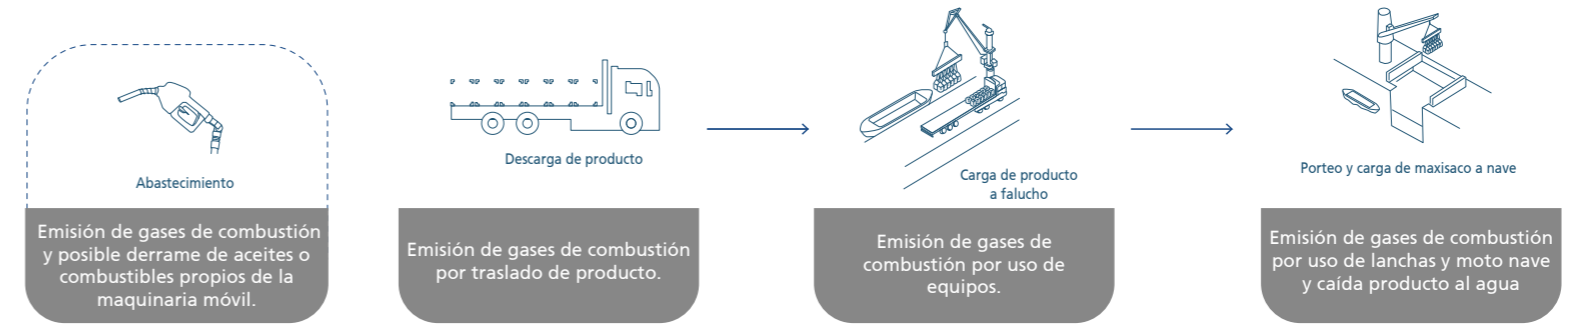 Abastecimiento
Emisión de gases de combustión
y posible derrame de aceites o
combustibles propios de la
maquinaria móvil.
Descarga de producto
Emisión de gases de combustión
por traslado de producto.
Carga de producto
a falucho
Emisión de gases de
combustión por uso de
equipos.
Porteo y carga de maxisaco a nave
Emisión de gases de combustión
por uso de lanchas y moto nave
y caída producto al agua